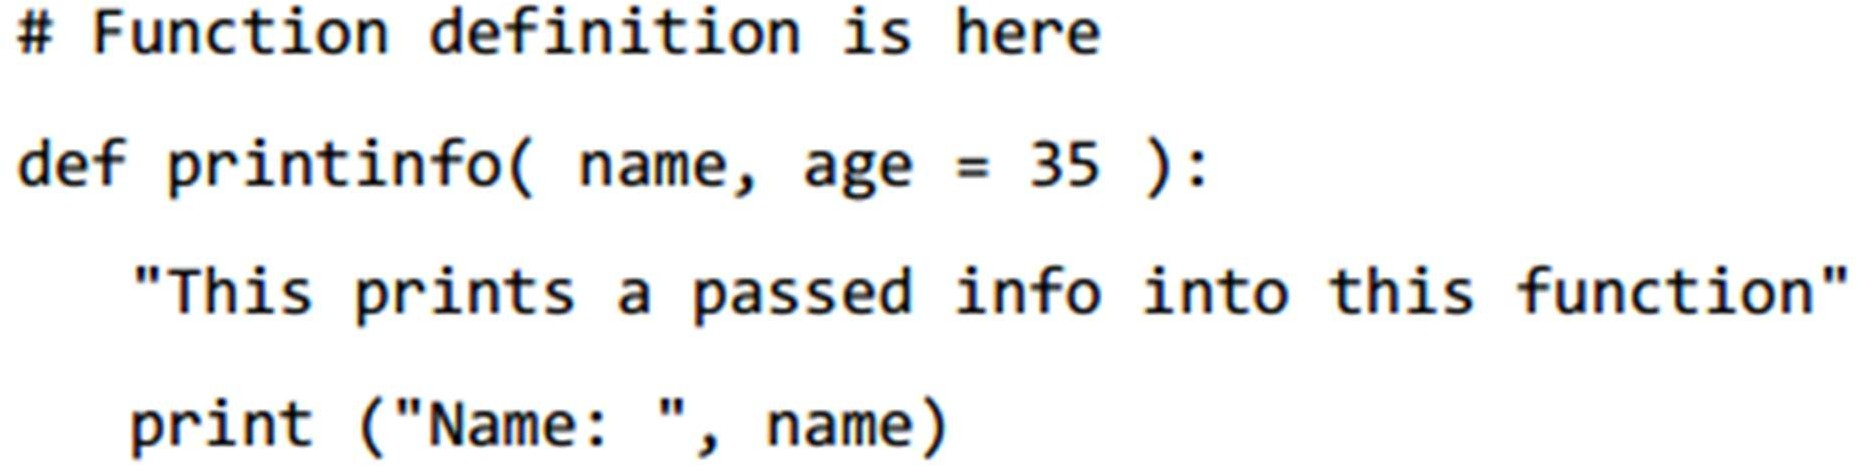 # Function definition is here
def printinfo( name, age = 35 ):
"This prints a passed info into this function"
print ("Name: ", name)